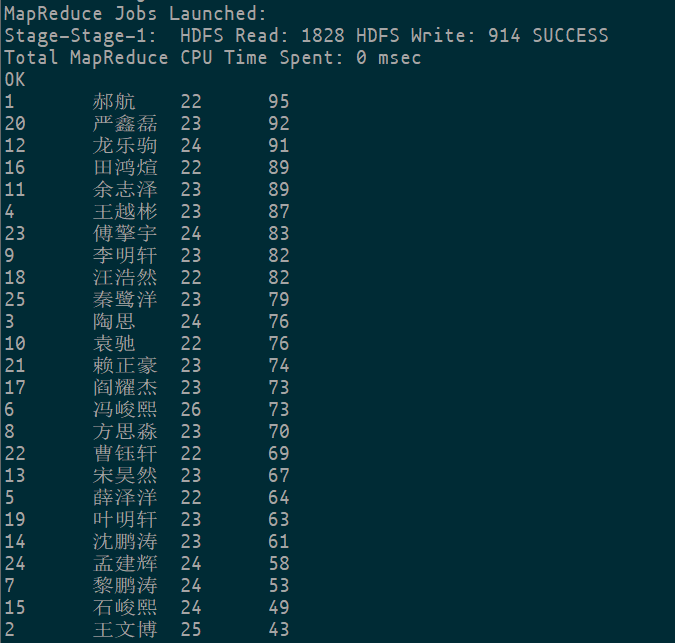 MapReduce Jobs Launched:
Stage-Stage-1:  HDFS Read: 1828 HDFS Write: 914 SUCCESS
Total MapReduce CPU Time Spent: 0 msec
OK
1 郝航 22 95
20 严鑫磊 23 92
12 龙乐驹 24 91
16 田鸿煊 22 89
11 余志泽 23 89
4 王越彬 23 87
23 傅擎宇 24 83
9 李明轩 23 82
18 汪浩然 22 82
25 秦鹭洋 23 79
3 陶思 24 76
10 袁驰 22 76
21 赖正豪 23 74
17 阎耀杰 23 73
6 冯峻熙 26 73
8 方思淼 23 70
22 曹钰轩 22 69
13 宋昊然 23 67
5 薛泽洋 22 64
19 叶明轩 23 63
14 沈鹏涛 23 61
24 孟建辉 24 58
7 黎鹏涛 24 53
15 石峻熙 24 49
2 王文博 25 43